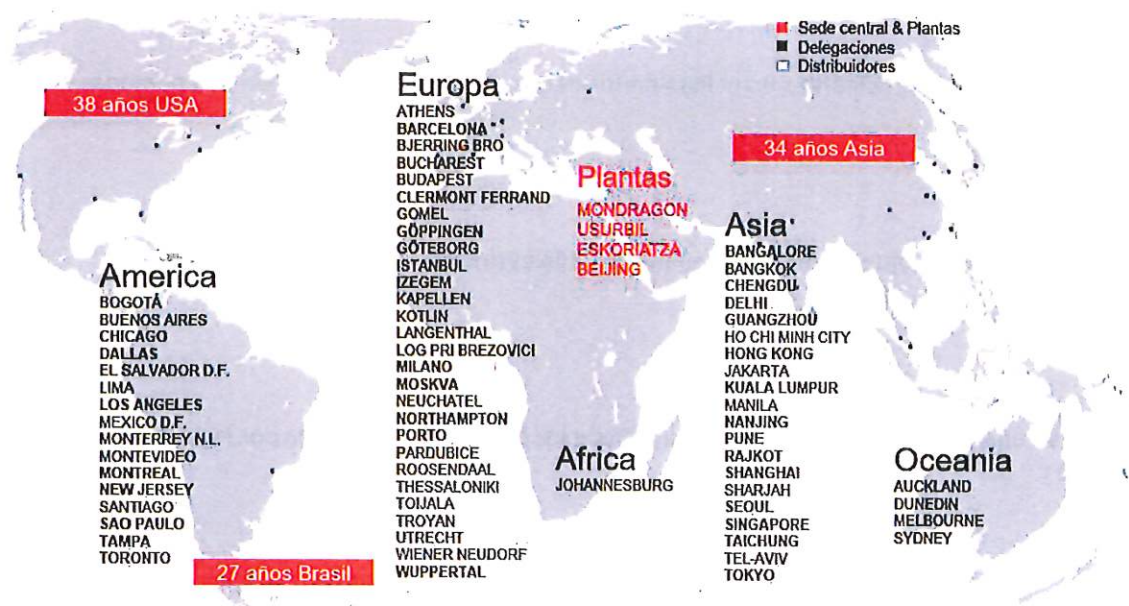 Sede central & Plantas
Delegaciones
Distribuidores
38 años USA
34 años Asia
27 años Brasil
America
BOGOTÁ
BUENOS AIRES
CHICAGO
DALLAS
EL SALVADOR D.F.
LIMA
LOS ANGELES
MEXICO D.F.
MONTERREY N.L.
MONTEVIDEO
MONTREAL
NEW JERSEY
SANTIAGO
SAO PAULO
TAMPA
TORONTO
Europa
ATHENS
BARCELONA
BJERRING BRO
BUCHAREST
BUDAPEST
CLERMONT FERRAND
GOMEL
GÖPPINGEN
GÖTEBORG
ISTANBUL
IZEGEM
KAPELLEN
KOTLIN
LANGENTHAL
LOG PRI BREZOVICI
MILANO
MOSKVA
NEUCHATEL
NORTHAMPTON
PORTO
PARDUBICE
ROOSENDAAL
THESSALONIKI
TOIJALA
TROYAN
UTRECHT
WIENER NEUDORF
WUPPERTAL
Plantas
MONDRAGON
USURBIL
ESKORIATZA
BEIJING
Africa
JOHANNESBURG
Asia
BANGALORE
BANGKOK
CHENGDU
DELHI
GUANGZHOU
HO CHI MINH CITY
HONG KONG
JAKARTA
KUALA LUMPUR
MANILA
NANJING
PUNE
RAJKOT
SHANGHAI
SHARJAH
SEOUL
SINGAPORE
TAICHUNG
TEL-AVIV
TOKYO
Oceania
AUCKLAND
DUNEDIN
MELBOURNE
SYDNEY